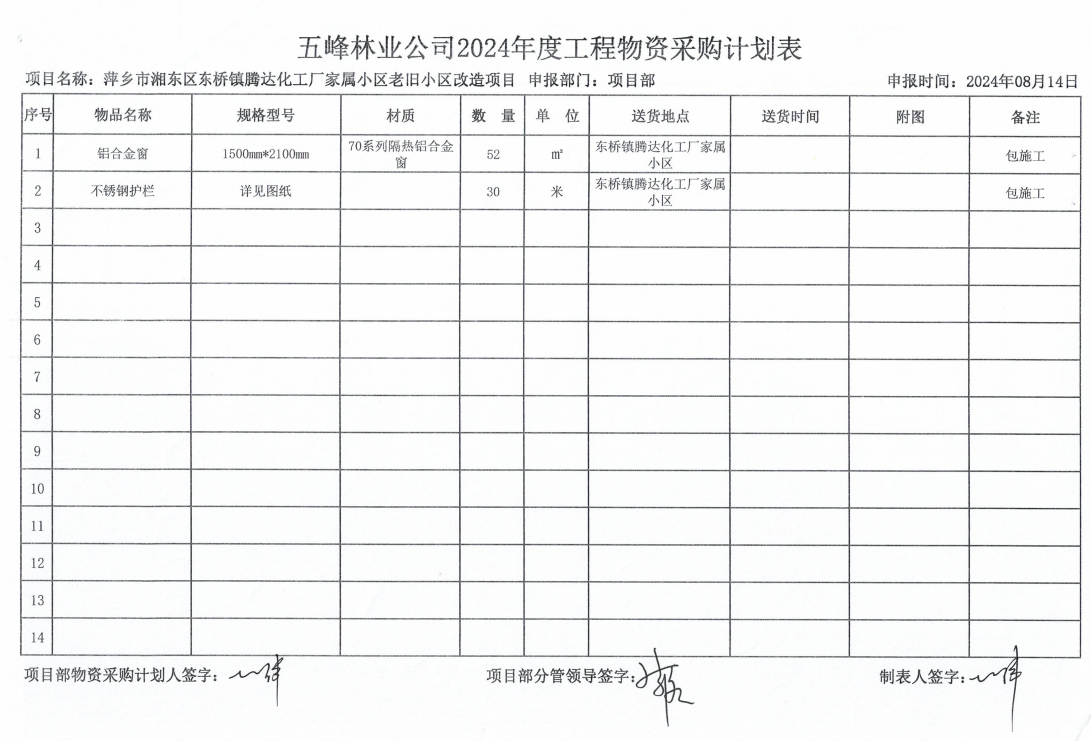 五峰林业公司2024年度工程物资采购计划表
项目名称：萍乡市湘东区东桥镇腾达化工厂家属小区老旧小区改造项目 申报部门：项目部 申报时间：2024年08月14日
序号 物品名称 规格型号 材质 数 量 单 位 送货地点 送货时间 附图 备注
1 铝合金窗 1500mm*2100mm 70系列隔热铝合金窗 52 m² 东桥镇腾达化工厂家属小区 包施工
2 不锈钢护栏 详见图纸 30 米 东桥镇腾达化工厂家属小区 包施工
3
4
5
6
7
8
9
10
11
12
13
14
项目部物资采购计划人签字： 项目部分管领导签字： 制表人签字：